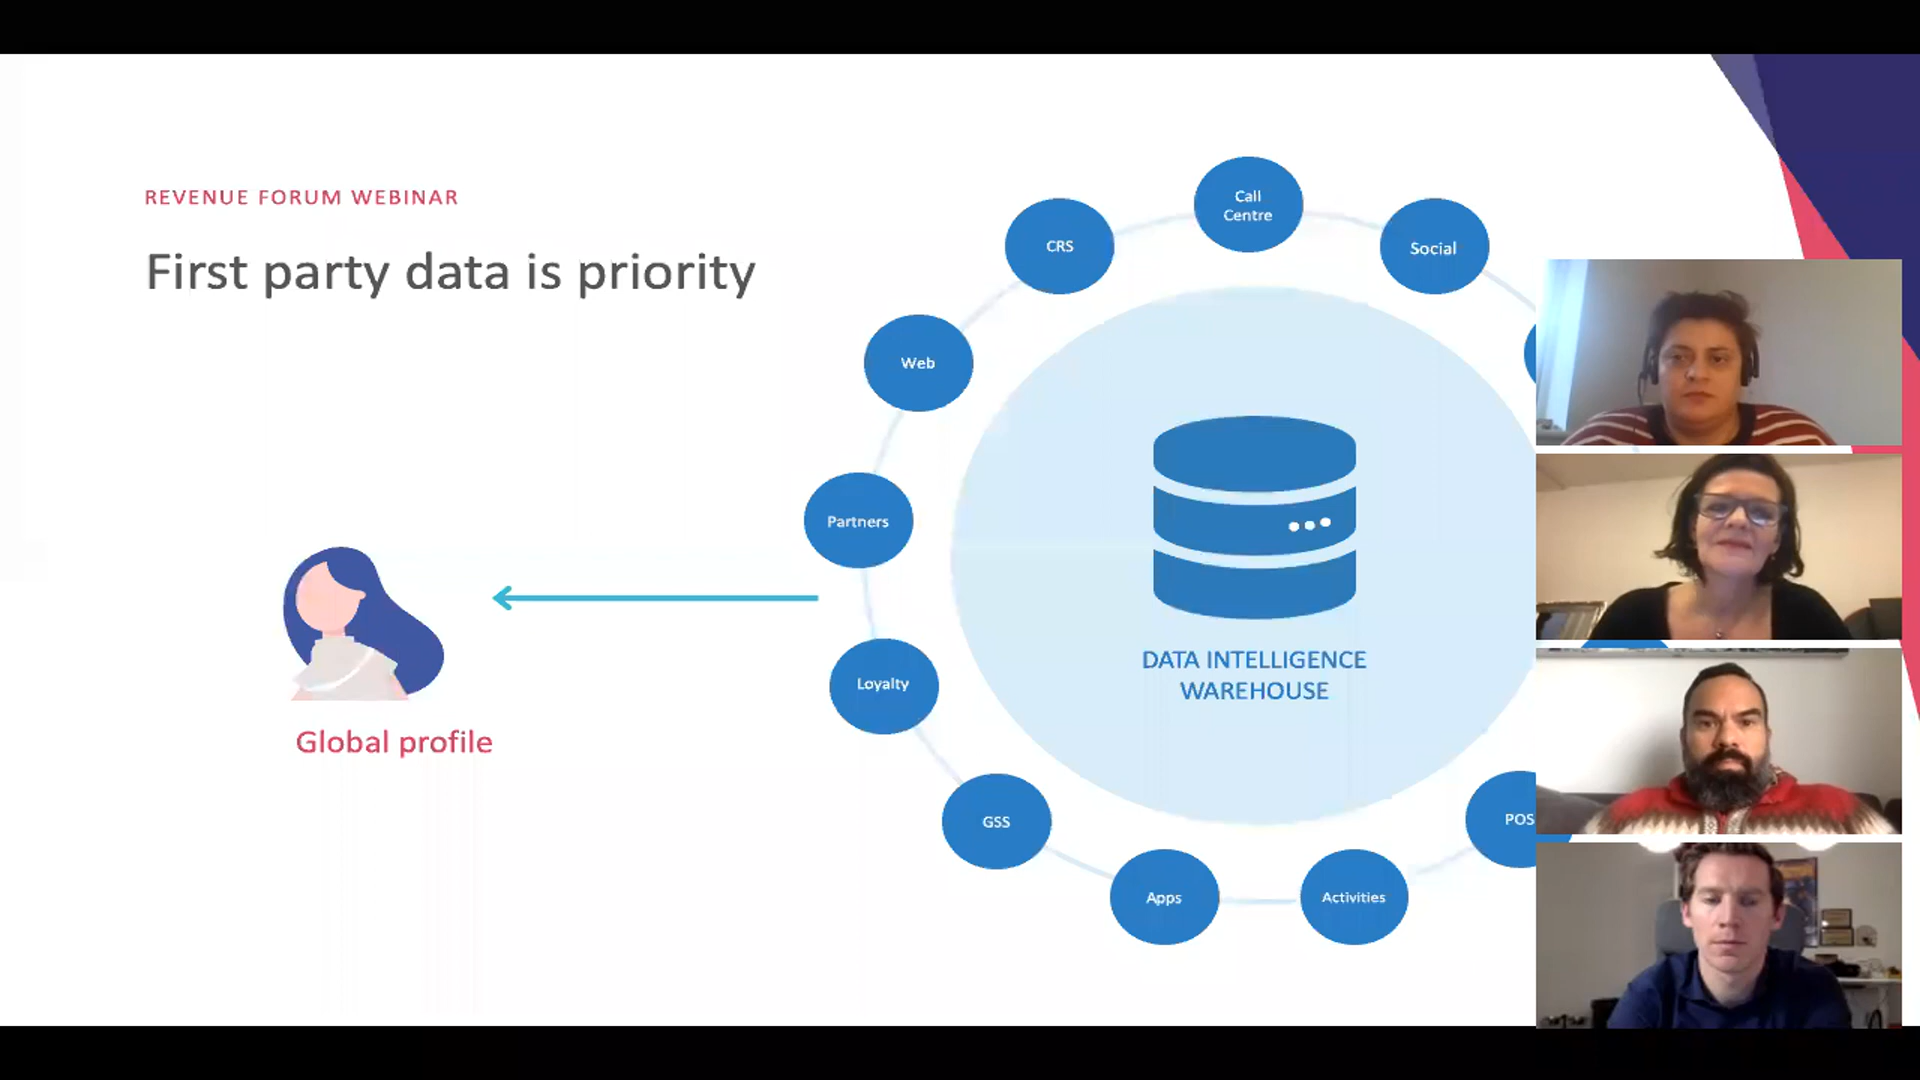 REVENUE FORUM WEBINAR
First party data is priority
Call
Centre
CRS
Social
Web
Partners
Loyalty
GSS
Apps
Activities
POS
DATA INTELLIGENCE
WAREHOUSE
Global profile